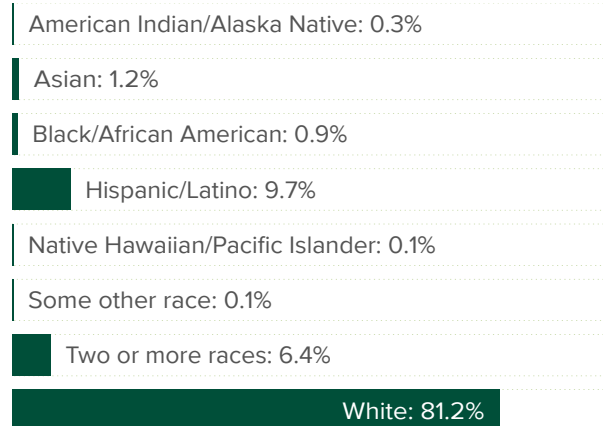 American Indian/Alaska Native: 0.3%
Asian: 1.2%
Black/African American: 0.9%
Hispanic/Latino: 9.7%
Native Hawaiian/Pacific Islander: 0.1%
Some other race: 0.1%
Two or more races: 6.4%
White: 81.2%